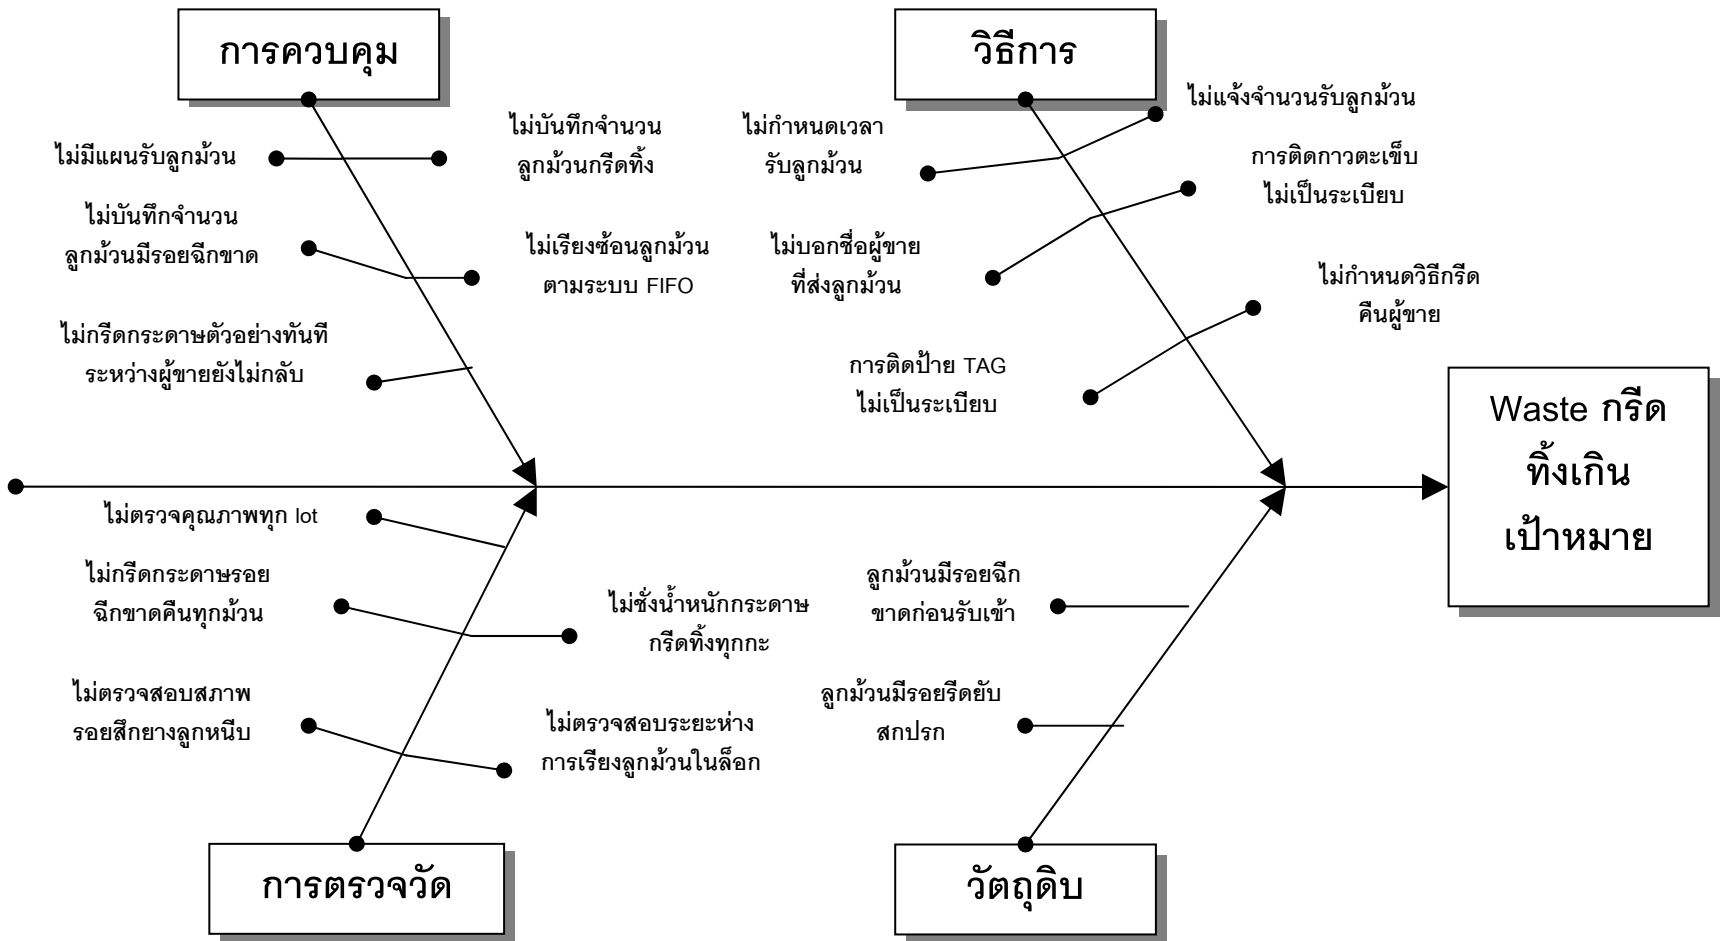 การควบคุม
วิธีการ
ไม่มีแผนรับลูกม้วน
ไม่บันทึกจำนวน
ลูกม้วนกรีดทิ้ง
ไม่บันทึกจำนวน
ลูกม้วนมีรอยฉีกขาด
ไม่เรียงซ้อนลูกม้วน
ตามระบบ FIFO
ไม่กรีดกระดาษตัวอย่างทันที
ระหว่างผู้ขายยังไม่กลับ
ไม่กำหนดเวลา
รับลูกม้วน
ไม่แจ้งจำนวนรับลูกม้วน
การติดกาวตะเข็บ
ไม่เป็นระเบียบ
ไม่บอกชื่อผู้ขาย
ที่ส่งลูกม้วน
ไม่กำหนดวิธีกรีด
คืนผู้ขาย
การติดป้าย TAG
ไม่เป็นระเบียบ
Waste กรีด
ทิ้งเกิน
เป้าหมาย
ไม่ตรวจคุณภาพทุก lot
ไม่กรีดกระดาษรอย
ฉีกขาดคืนทุกม้วน
ไม่ชั่งน้ำหนักกระดาษ
กรีดทิ้งทุกกะ
ไม่ตรวจสอบสภาพ
รอยสึกยางลูกหนีบ
ไม่ตรวจสอบระยะห่าง
การเรียงลูกม้วนในล็อก
ลูกม้วนมีรอยฉีก
ขาดก่อนรับเข้า
ลูกม้วนมีรอยรีดยับ
สกปรก
การตรวจวัด
วัตถุดิบ